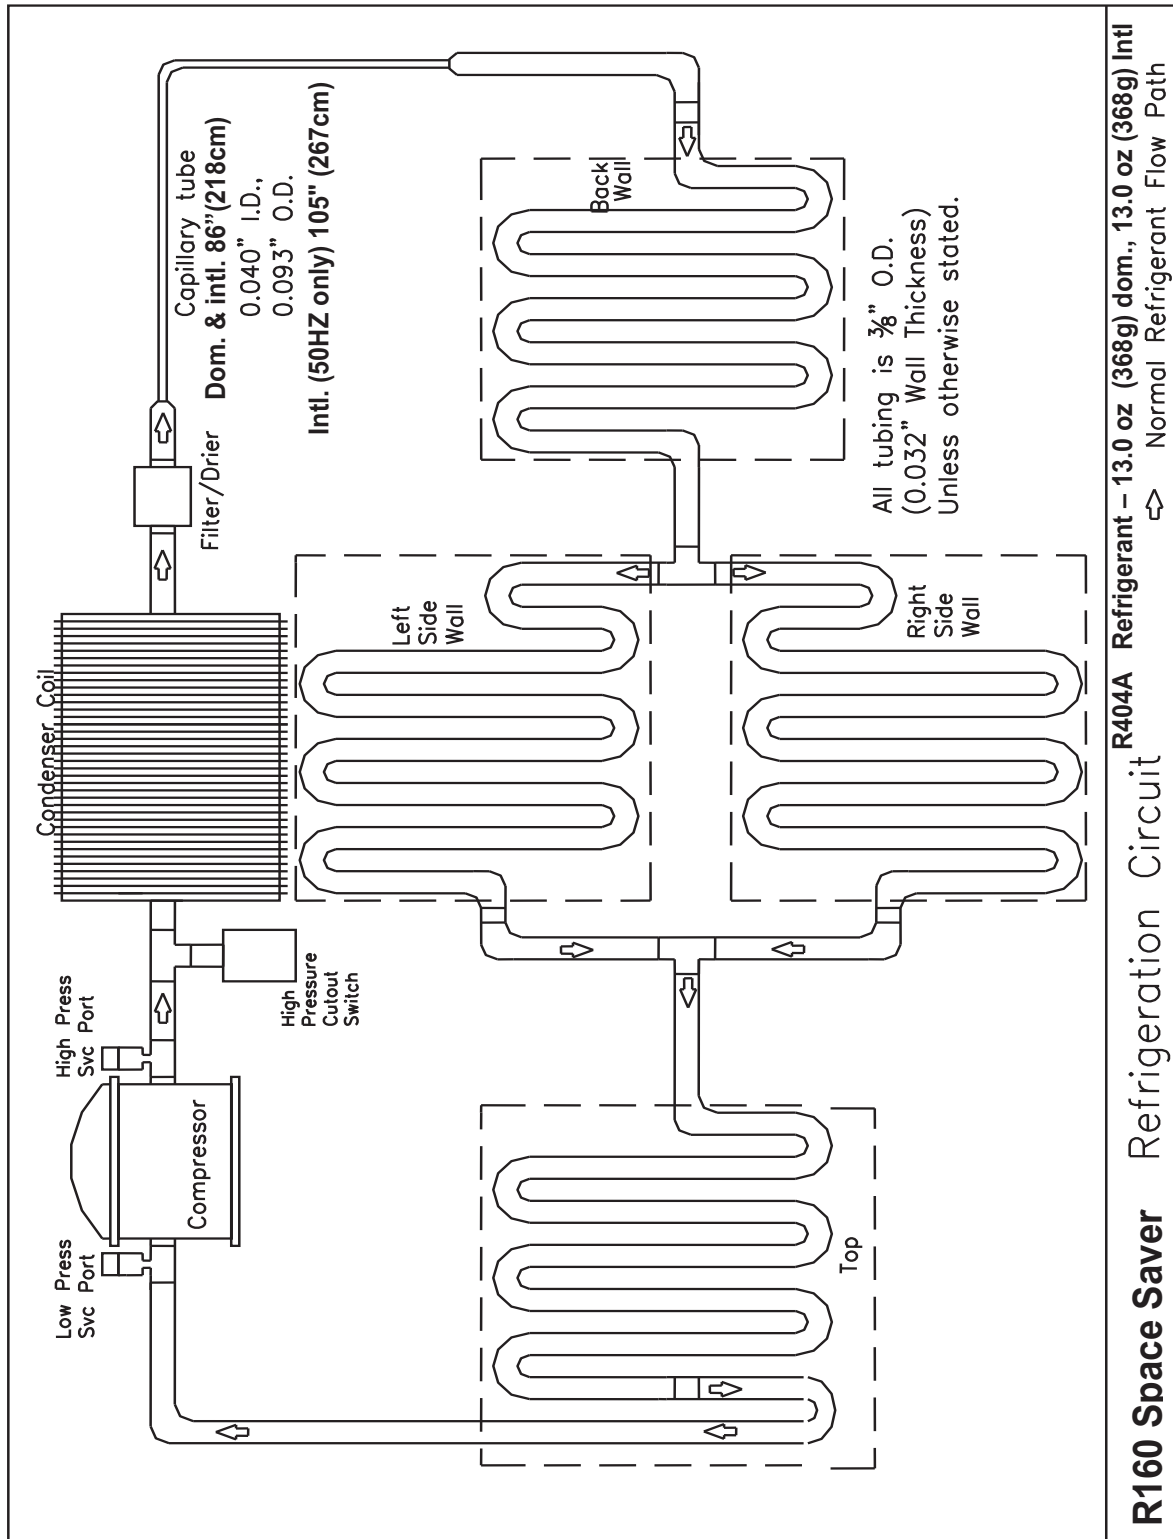 Low Press
Svc Port
Compressor
High Press
Svc Port
High
Pressure
Cutout
Switch
Condenser Coil
Filter/Drier
Capillary tube
Dom. & intl. 86”(218cm)
0.040” I.D.,
0.093” O.D.
Intl. (50HZ only) 105" (267cm)
Left
Side
Wall
Back
Wall
Top
Right
Side
Wall
All tubing is ⅜” O.D.
(0.032” Wall Thickness)
Unless otherwise stated.
R160 Space Saver Refrigeration Circuit
R404A Refrigerant – 13.0 oz (368g) dom., 13.0 oz (368g) Intl
⇨ Normal Refrigerant Flow Path